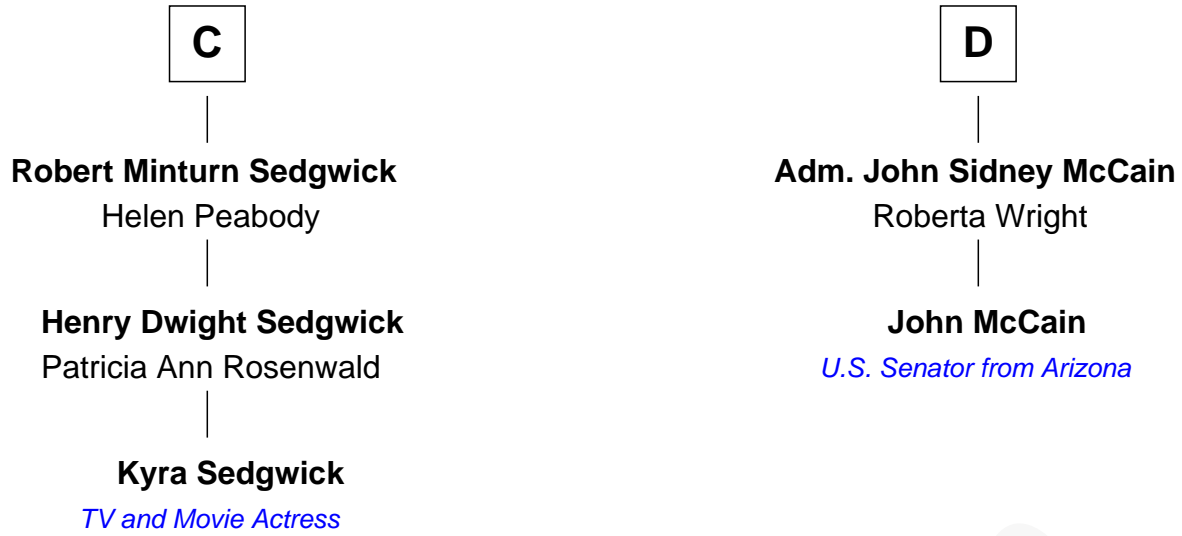 C
Robert Minturn Sedgwick
Helen Peabody
Henry Dwight Sedgwick
Patricia Ann Rosenwald
Kyra Sedgwick
TV and Movie Actress
D
Adm. John Sidney McCain
Roberta Wright
John McCain
U.S. Senator from Arizona